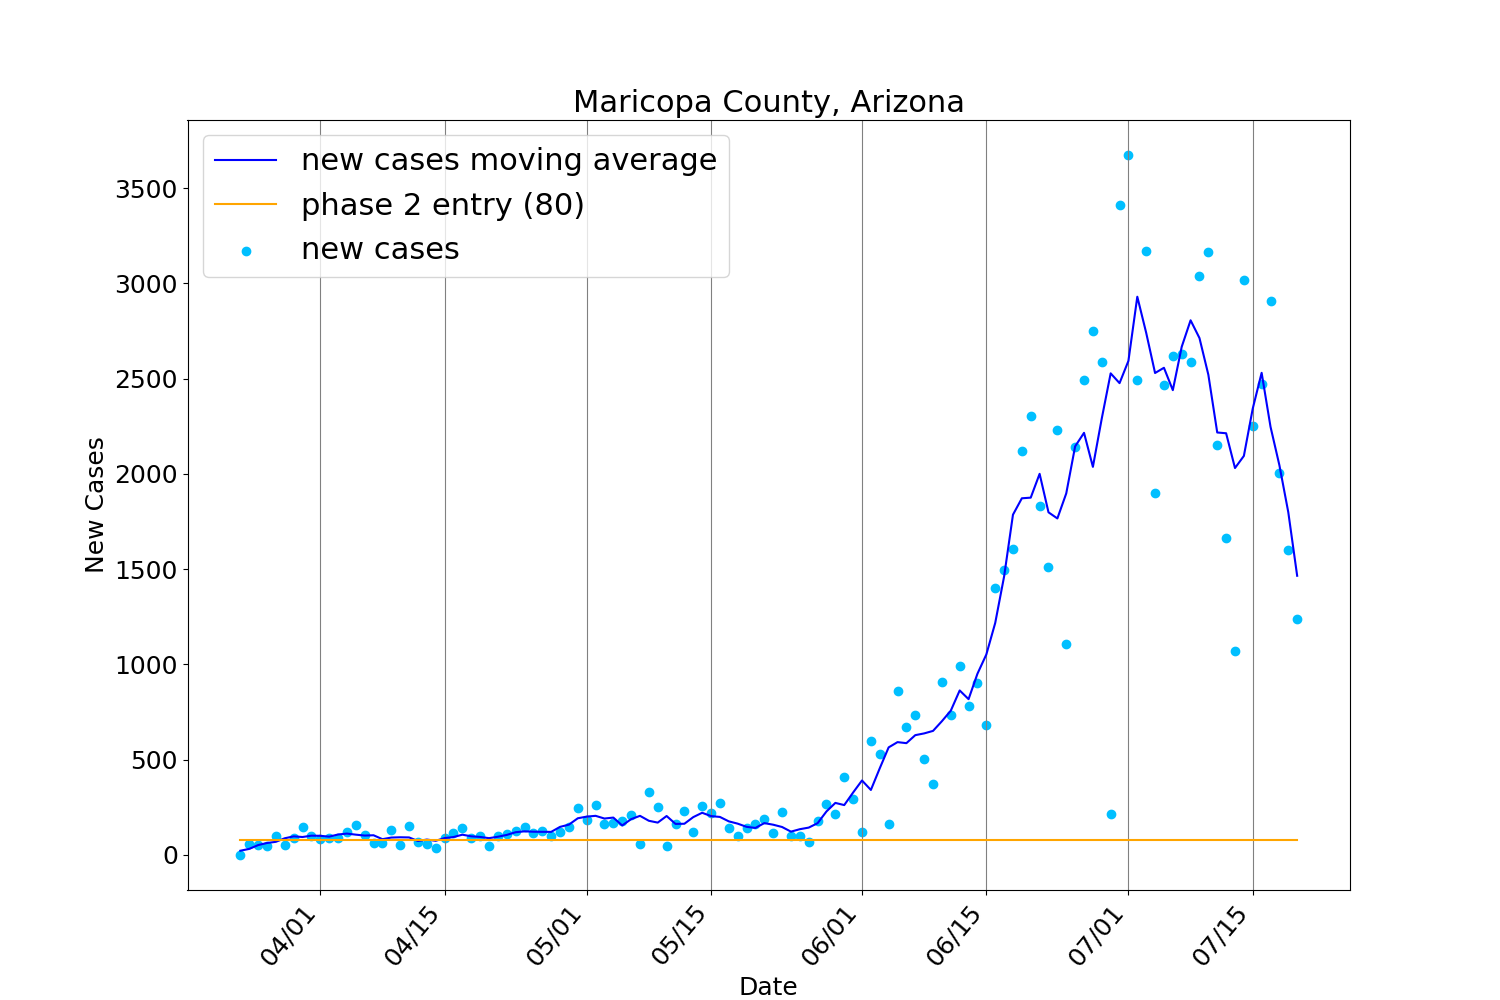 Maricopa County, Arizona
new cases moving average
phase 2 entry (80)
new cases
New Cases
3500
3000
2500
2000
1500
1000
500
0
04/01
04/15
05/01
05/15
06/01
06/15
07/01
07/15
Date